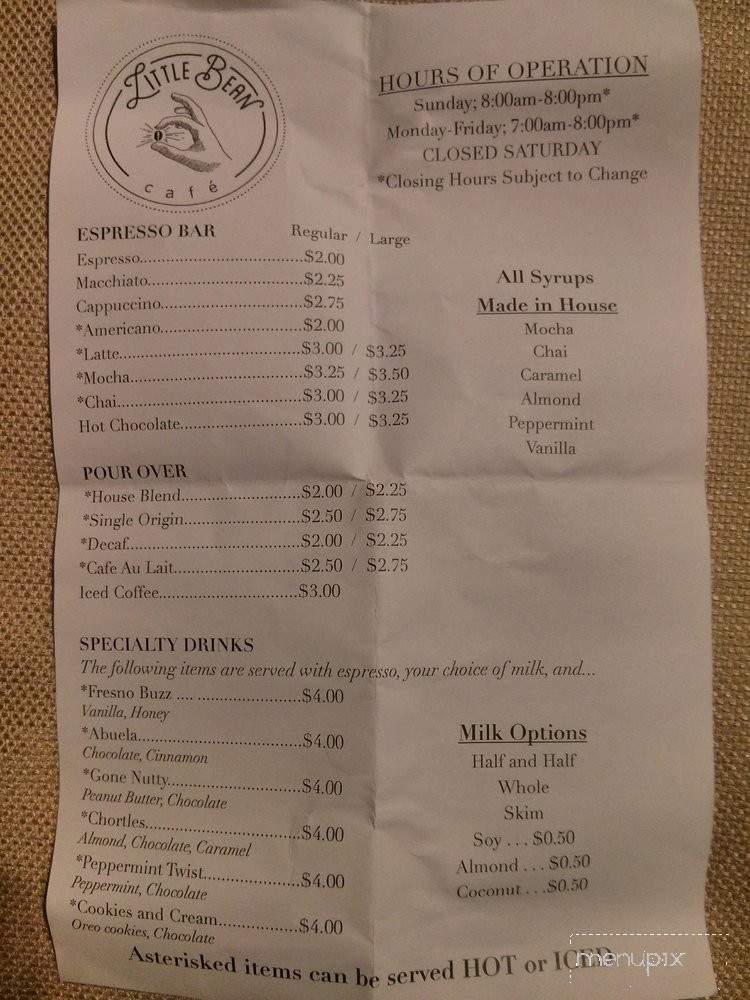 LITTLE BEAN
café
HOURS OF OPERATION
Sunday; 8:00am-8:00pm*
Monday-Friday; 7:00am-8:00pm*
CLOSED SATURDAY
*Closing Hours Subject to Change
ESPRESSO BAR Regular / Large
Espresso..............................$2.00
Macchiato............................$2.25
Cappuccino.........................$2.75
*Americano.........................$2.00
*Latte.................................$3.00 / $3.25
*Mocha..............................$3.25 / $3.50
*Chai..................................$3.00 / $3.25
Hot Chocolate.....................$3.00 / $3.25
All Syrups
Made in House
Mocha
Chai
Caramel
Almond
Peppermint
Vanilla
POUR OVER
*House Blend......................$2.00 / $2.25
*Single Origin.....................$2.50 / $2.75
*Decaf................................$2.00 / $2.25
*Cafe Au Lait.......................$2.50 / $2.75
Iced Coffee.........................$3.00
SPECIALTY DRINKS
The following items are served with espresso, your choice of milk, and...
*Fresno Buzz .... ...................$4.00
Vanilla, Honey
*Abuela...............................$4.00
Chocolate, Cinnamon
*Gone Nutty........................$4.00
Peanut Butter, Chocolate
*Chortles............................$4.00
Almond, Chocolate, Caramel
*Peppermint Twist..................$4.00
Peppermint, Chocolate
*Cookies and Cream...............$4.00
Oreo cookies, Chocolate
Milk Options
Half and Half
Whole
Skim
Soy . . . $0.50
Almond . . . $0.50
Coconut . . .$0.50
Asterisked items can be served HOT or ICED
menupix